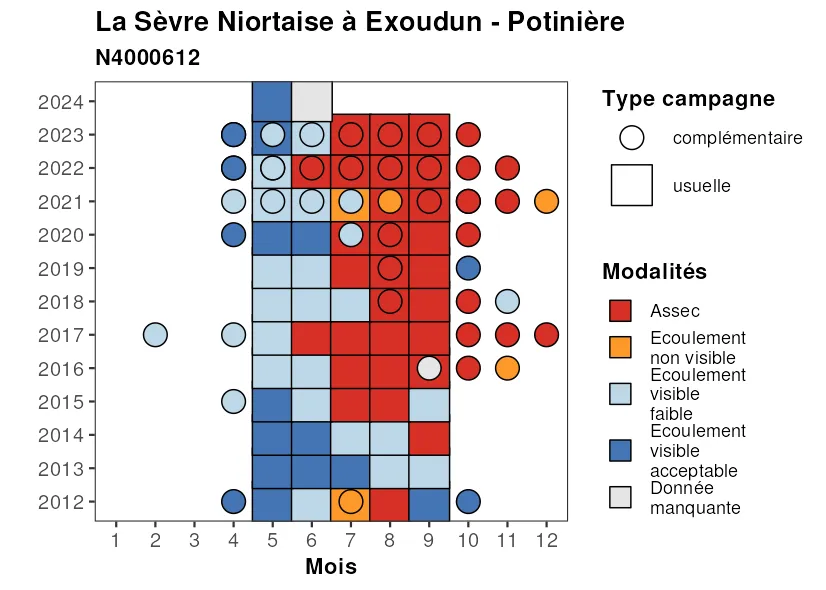 La Sèvre Niortaise à Exoudun - Potinière
N4000612
2024
2023
2022
2021
2020
2019
2018
2017
2016
2015
2014
2013
2012
1 2 3 4 5 6 7 8 9 10 11 12
Mois
Type campagne
complémentaire
usuelle
Modalités
Assec
Ecoulement
non visible
Ecoulement
visible
faible
Ecoulement
visible
acceptable
Donnée
manquante